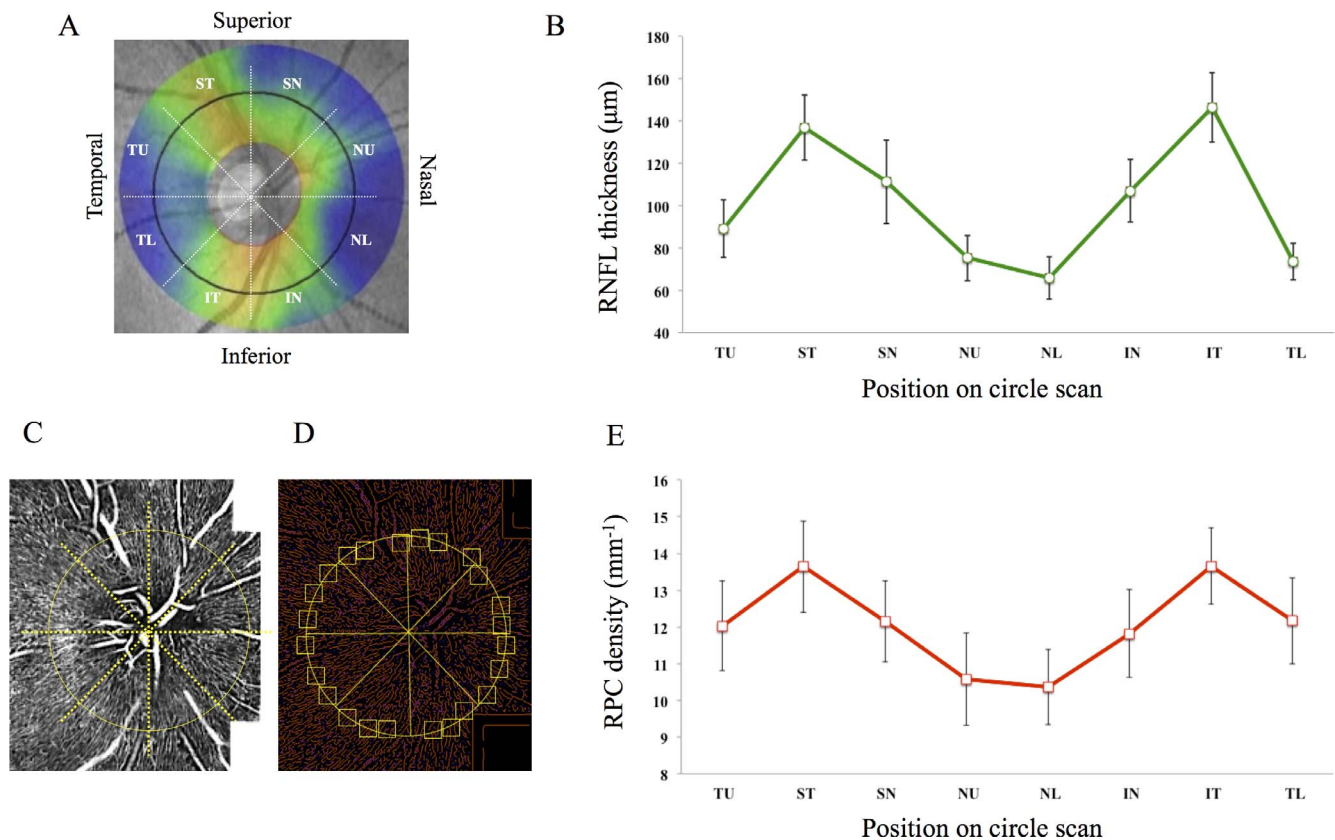 A
Superior
ST
SN
TU
NU
Temporal
Nasal
TL
NL
IT
IN
Inferior
B
180
160
140
120
100
80
60
40
RNFL thickness (µm)
TU ST SN NU NL IN IT TL
Position on circle scan
C
D
E
16
15
14
13
12
11
10
9
8
RPC density (mm⁻¹)
TU ST SN NU NL IN IT TL
Position on circle scan